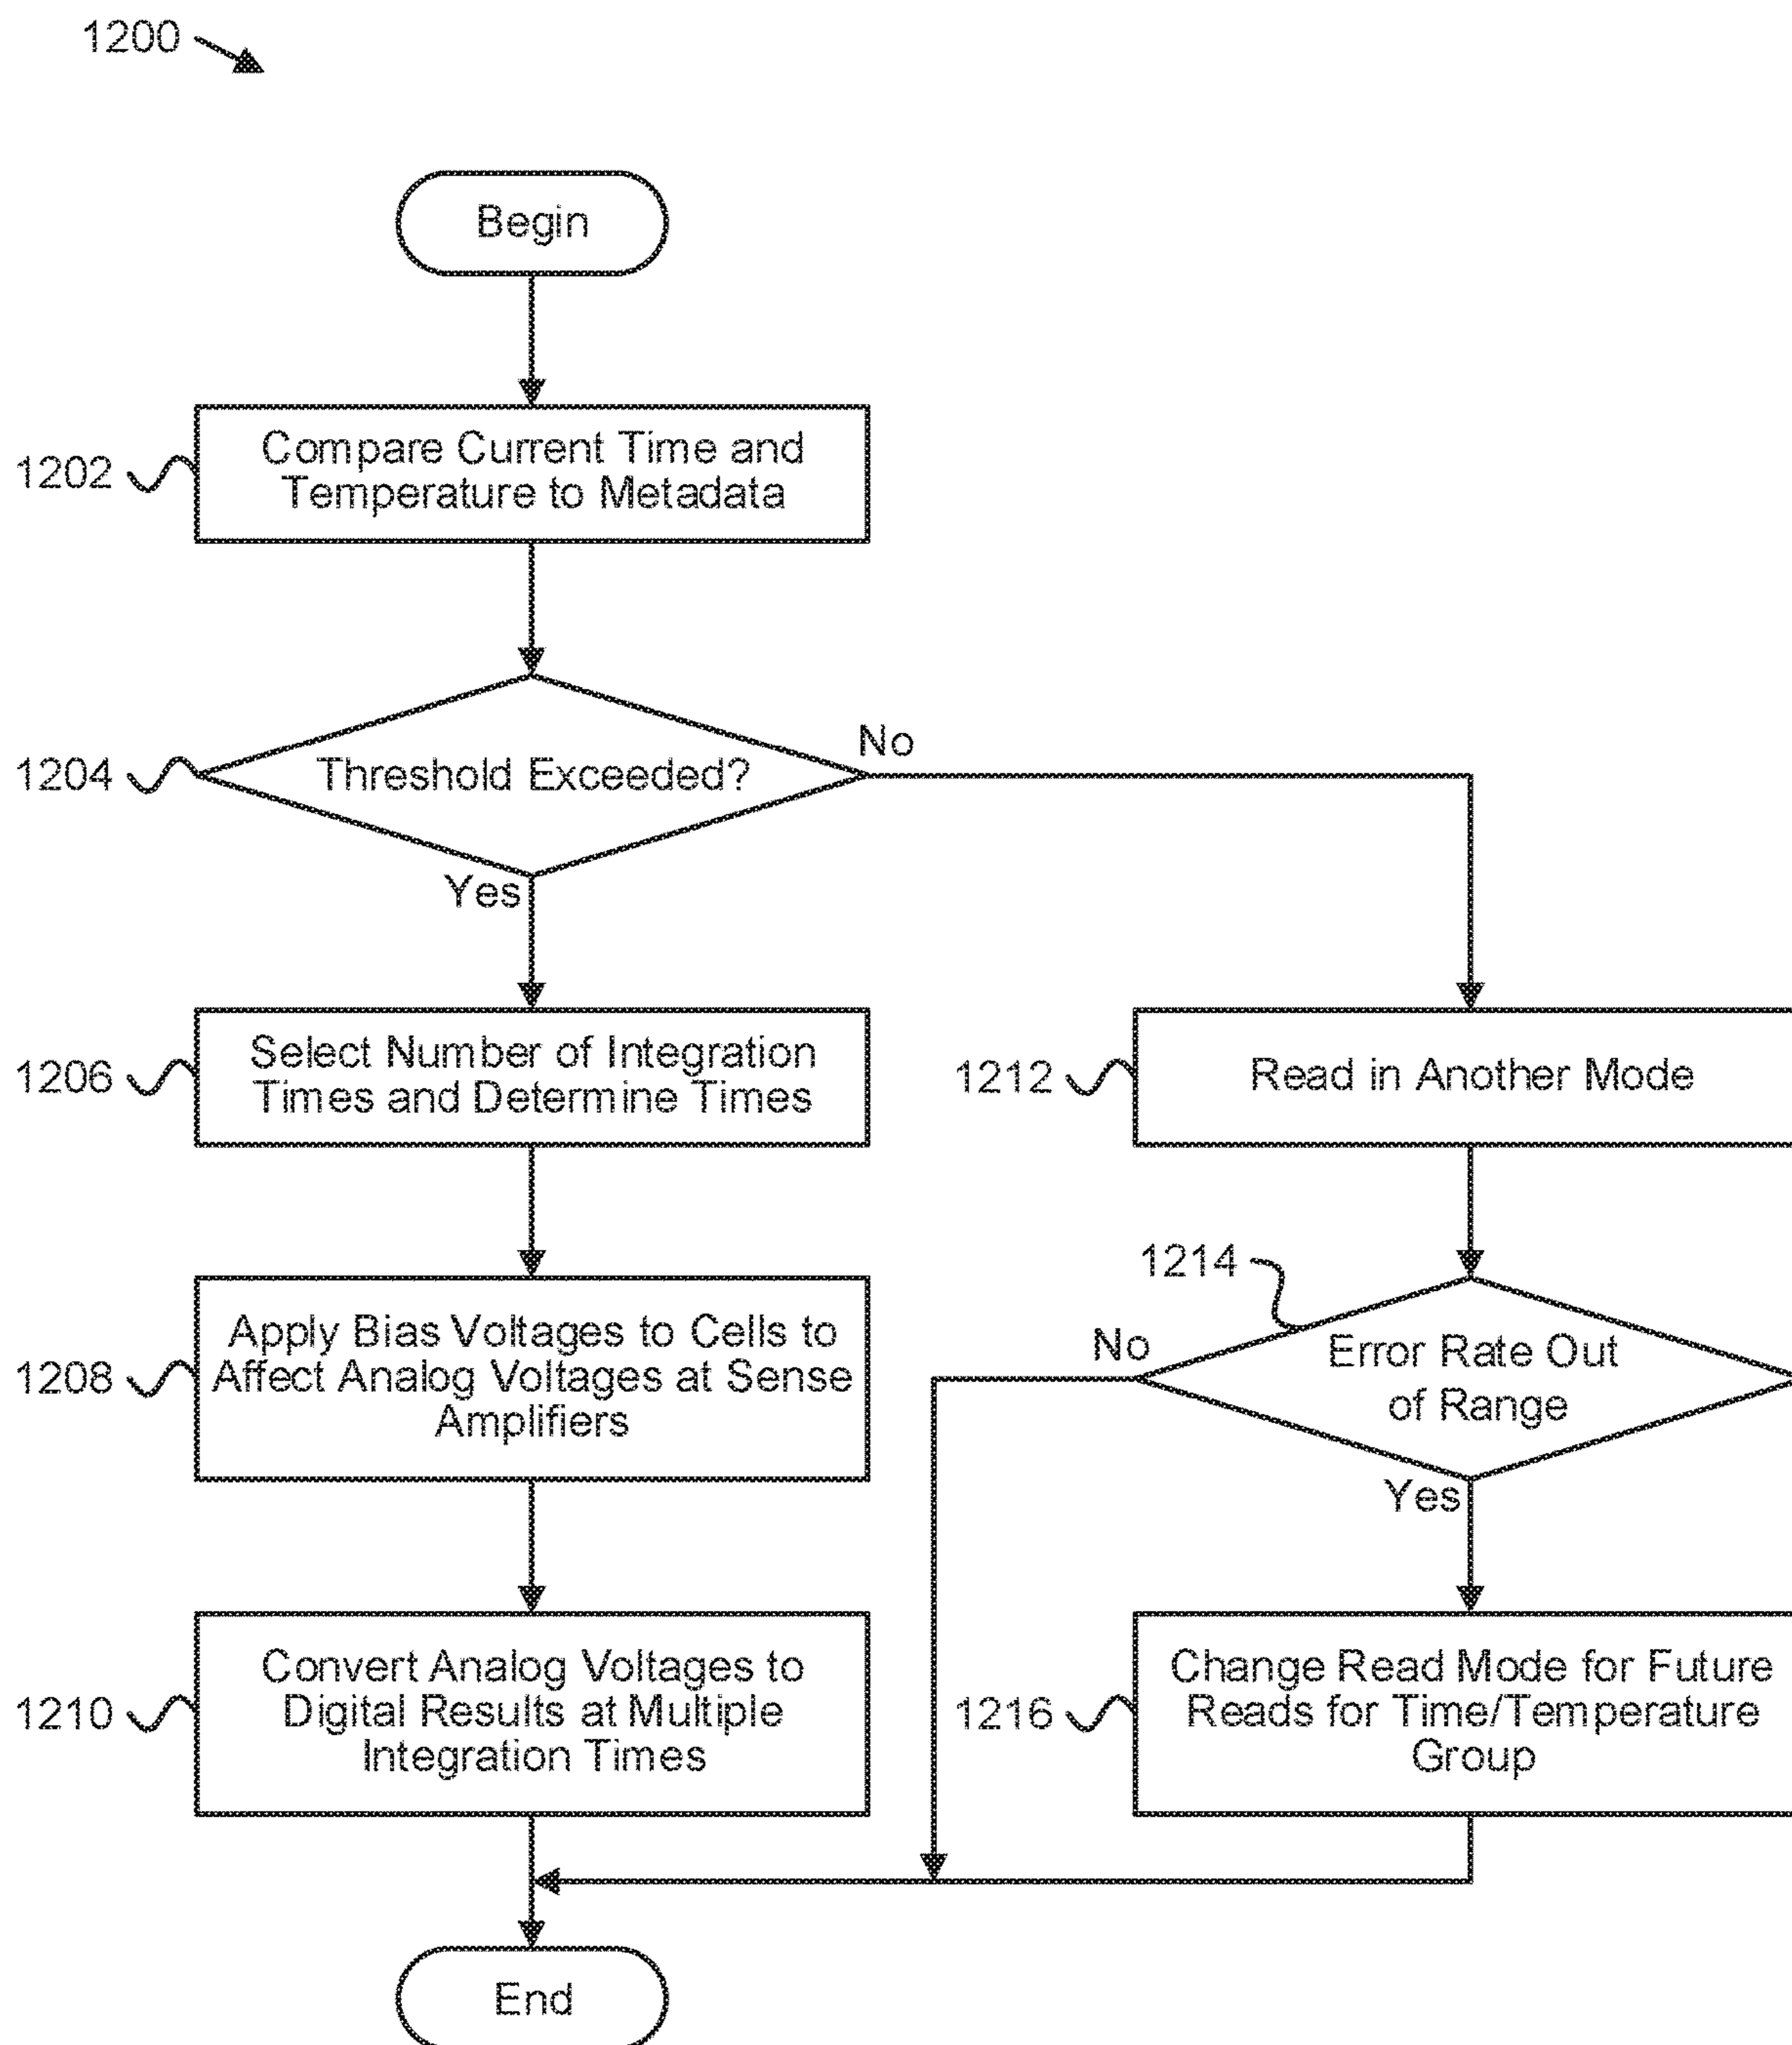 1200
Begin
1202
Compare Current Time and
Temperature to Metadata
1204
Threshold Exceeded?
No
Yes
1206
Select Number of Integration
Times and Determine Times
1212
Read in Another Mode
1208
Apply Bias Voltages to Cells to
Affect Analog Voltages at Sense
Amplifiers
1214
No
Error Rate Out
of Range
Yes
1210
Convert Analog Voltages to
Digital Results at Multiple
Integration Times
1216
Change Read Mode for Future
Reads for Time/Temperature
Group
End